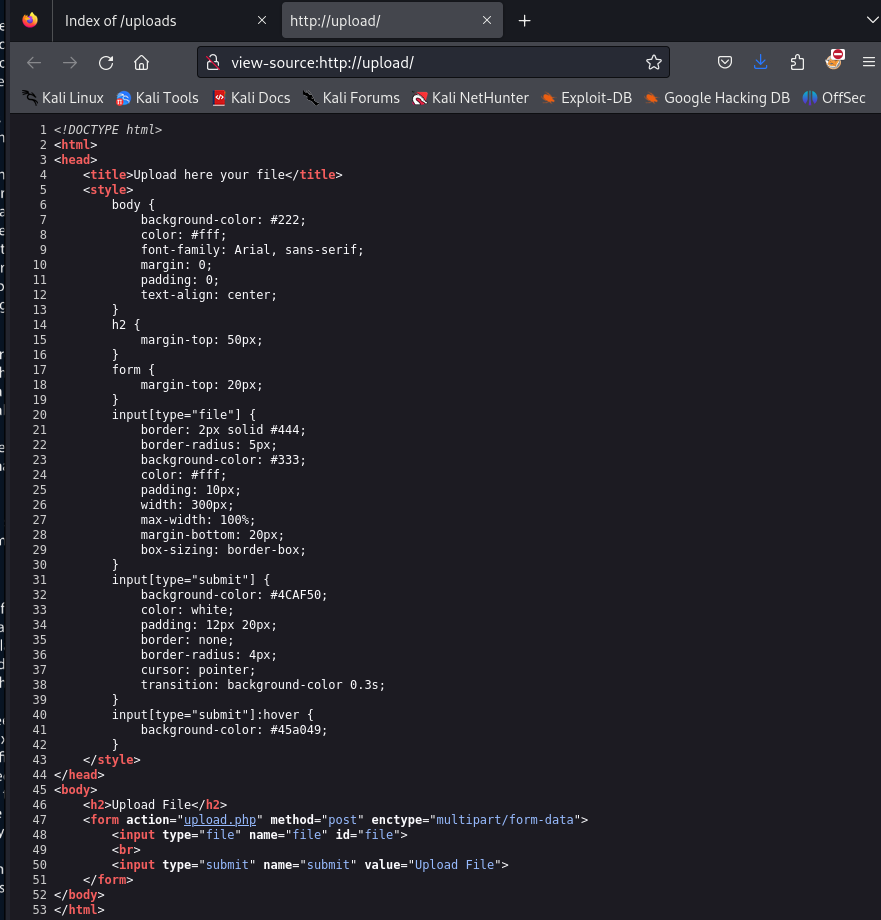 Index of /uploads
http://upload/
view-source:http://upload/
Kali Linux Kali Tools Kali Docs Kali Forums Kali NetHunter Exploit-DB Google Hacking DB OffSec
1 <!DOCTYPE html>
2 <html>
3 <head>
4     <title>Upload here your file</title>
5     <style>
6         body {
7             background-color: #222;
8             color: #fff;
9             font-family: Arial, sans-serif;
10             margin: 0;
11             padding: 0;
12             text-align: center;
13         }
14         h2 {
15             margin-top: 50px;
16         }
17         form {
18             margin-top: 20px;
19         }
20         input[type="file"] {
21             border: 2px solid #444;
22             border-radius: 5px;
23             background-color: #333;
24             color: #fff;
25             padding: 10px;
26             width: 300px;
27             max-width: 100%;
28             margin-bottom: 20px;
29             box-sizing: border-box;
30         }
31         input[type="submit"] {
32             background-color: #4CAF50;
33             color: white;
34             padding: 12px 20px;
35             border: none;
36             border-radius: 4px;
37             cursor: pointer;
38             transition: background-color 0.3s;
39         }
40         input[type="submit"]:hover {
41             background-color: #45a049;
42         }
43     </style>
44 </head>
45 <body>
46     <h2>Upload File</h2>
47     <form action="upload.php" method="post" enctype="multipart/form-data">
48         <input type="file" name="file" id="file">
49         <br>
50         <input type="submit" name="submit" value="Upload File">
51     </form>
52 </body>
53 </html>